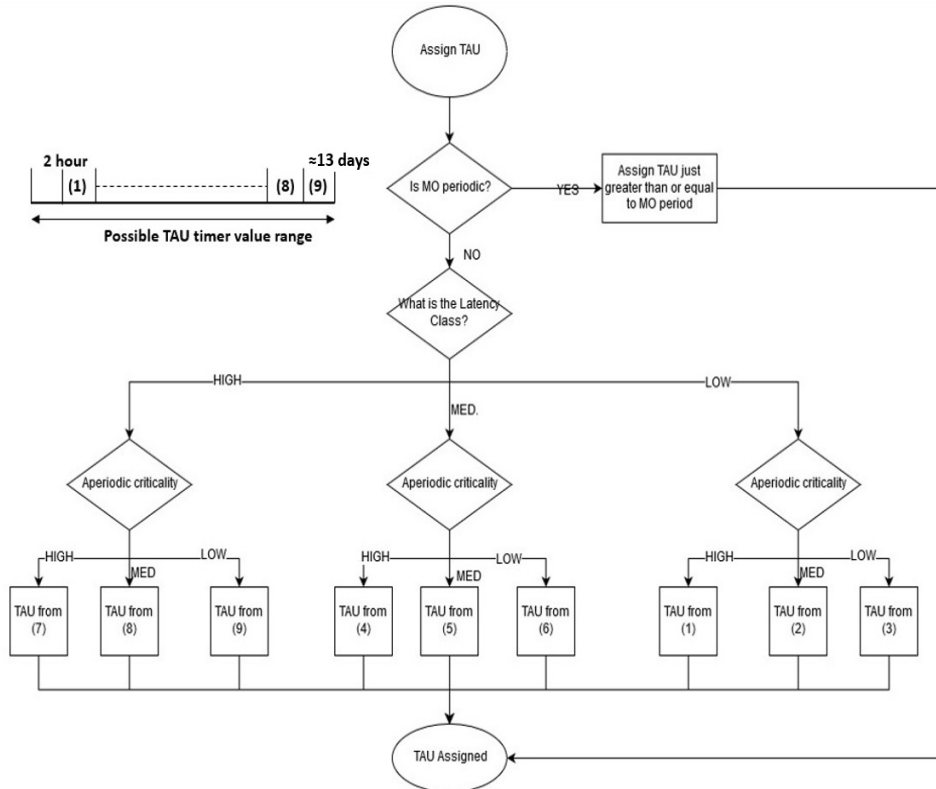 Assign TAU
2 hour
≈13 days
(1)
(8)
(9)
Possible TAU timer value range
Is MO periodic?
YES
Assign TAU just
greater than or equal
to MO period
NO
What is the Latency
Class?
HIGH
MED.
LOW
Aperiodic criticality
Aperiodic criticality
Aperiodic criticality
HIGH
MED
LOW
HIGH
MED
LOW
HIGH
MED
LOW
TAU from
(7)
TAU from
(8)
TAU from
(9)
TAU from
(4)
TAU from
(5)
TAU from
(6)
TAU from
(1)
TAU from
(2)
TAU from
(3)
TAU Assigned